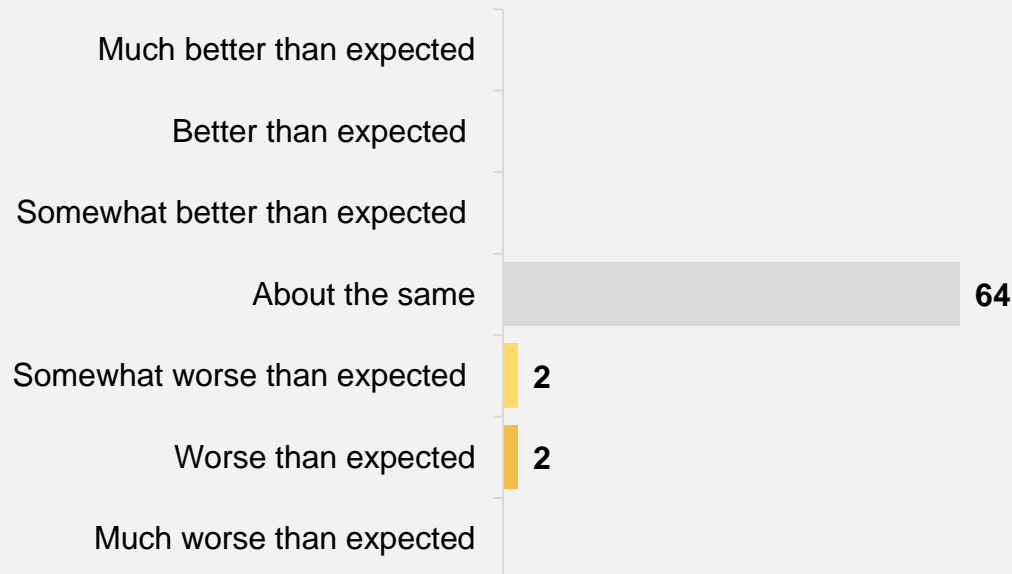 Much better than expected
Better than expected
Somewhat better than expected
About the same
64
Somewhat worse than expected
2
Worse than expected
2
Much worse than expected